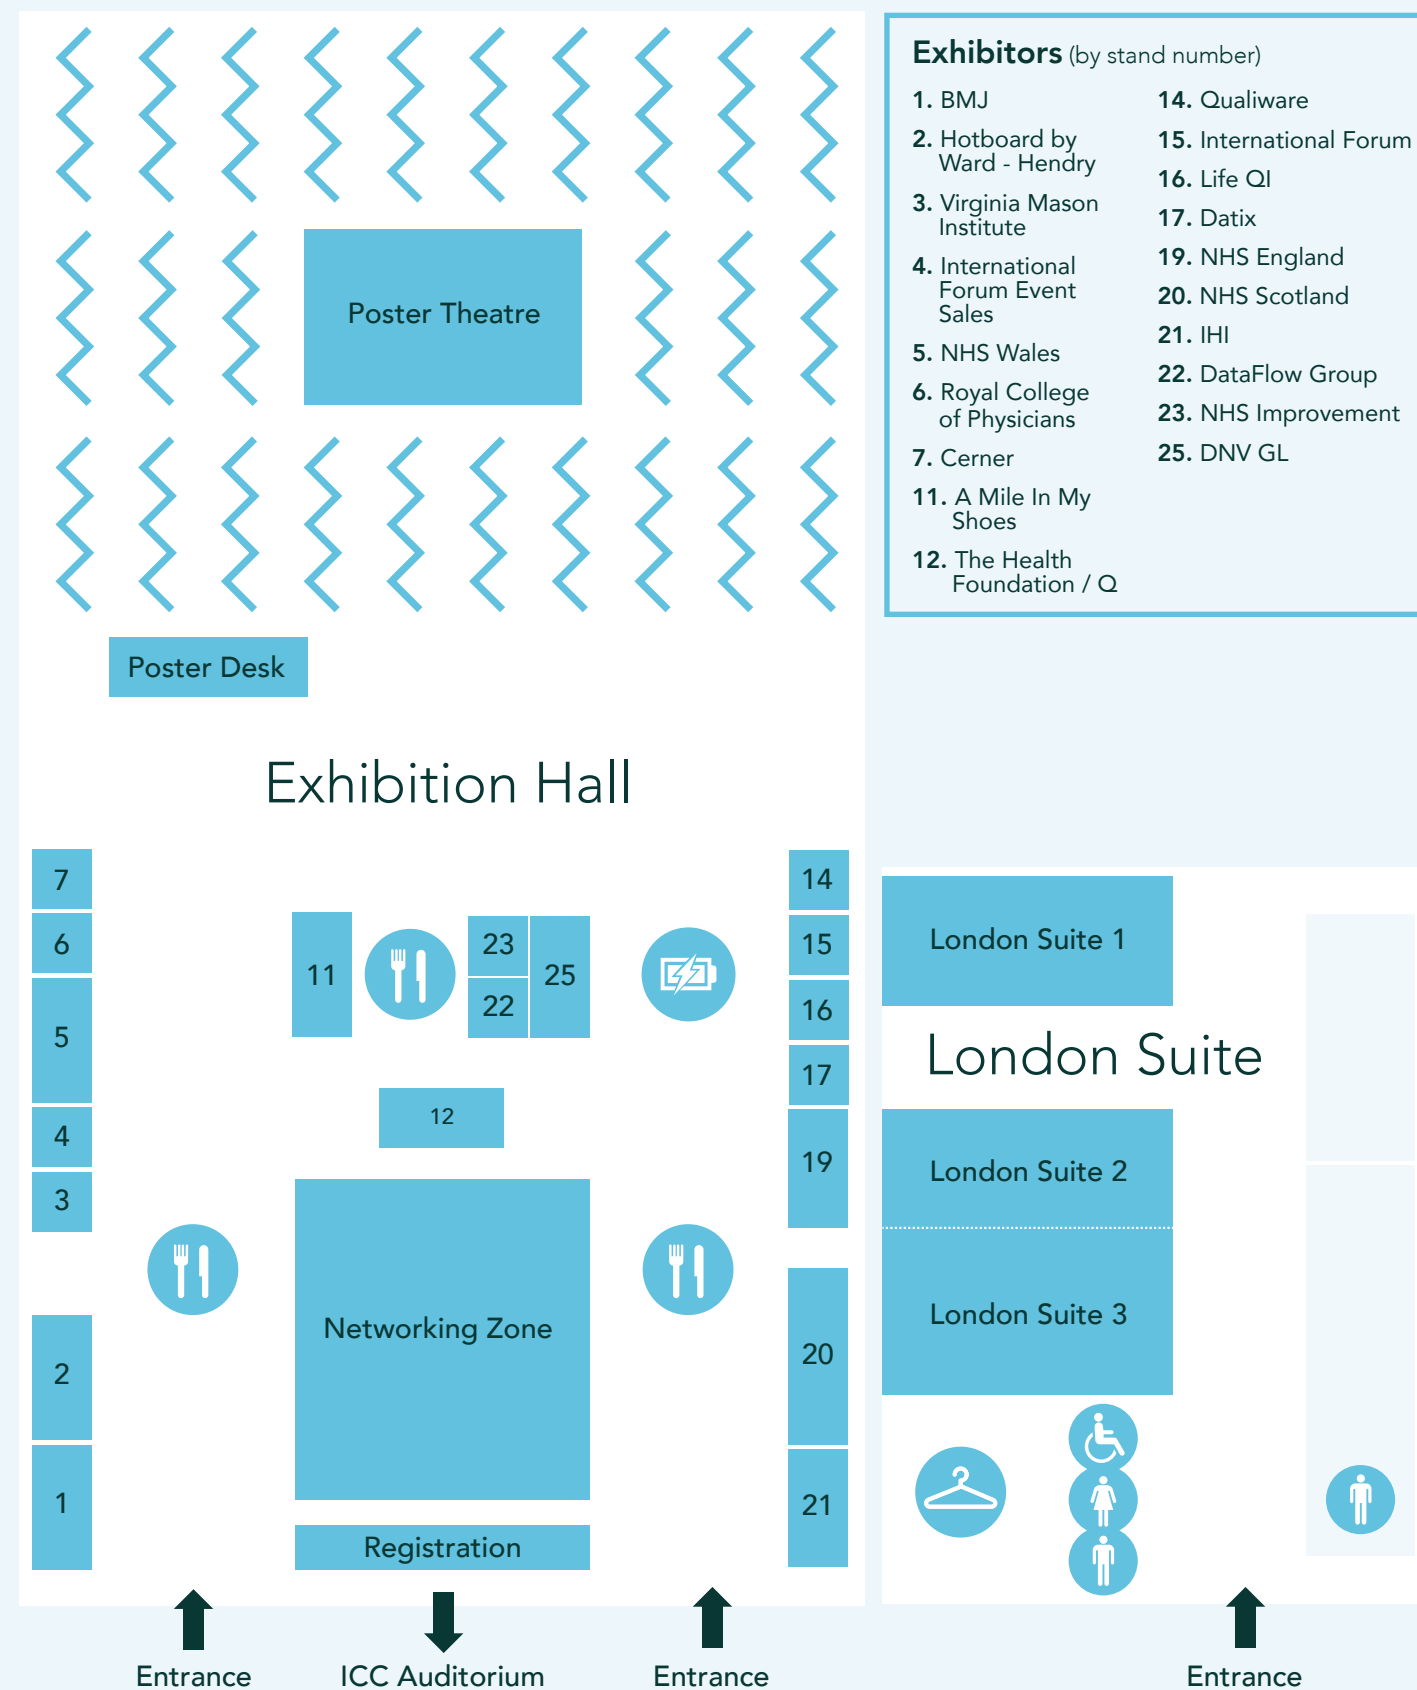 Exhibitors (by stand number)
1. BMJ
2. Hotboard by
Ward - Hendry
3. Virginia Mason
Institute
4. International
Forum Event
Sales
5. NHS Wales
6. Royal College
of Physicians
7. Cerner
11. A Mile In My
Shoes
12. The Health
Foundation / Q
14. Qualiware
15. International Forum
16. Life QI
17. Datix
19. NHS England
20. NHS Scotland
21. IHI
22. DataFlow Group
23. NHS Improvement
25. DNV GL
Poster Theatre
Poster Desk
Exhibition Hall
7
6
5
4
3
2
1
11
23
22
25
12
Networking Zone
Registration
14
15
16
17
19
20
21
London Suite 1
London Suite
London Suite 2
London Suite 3
Entrance
ICC Auditorium
Entrance
Entrance